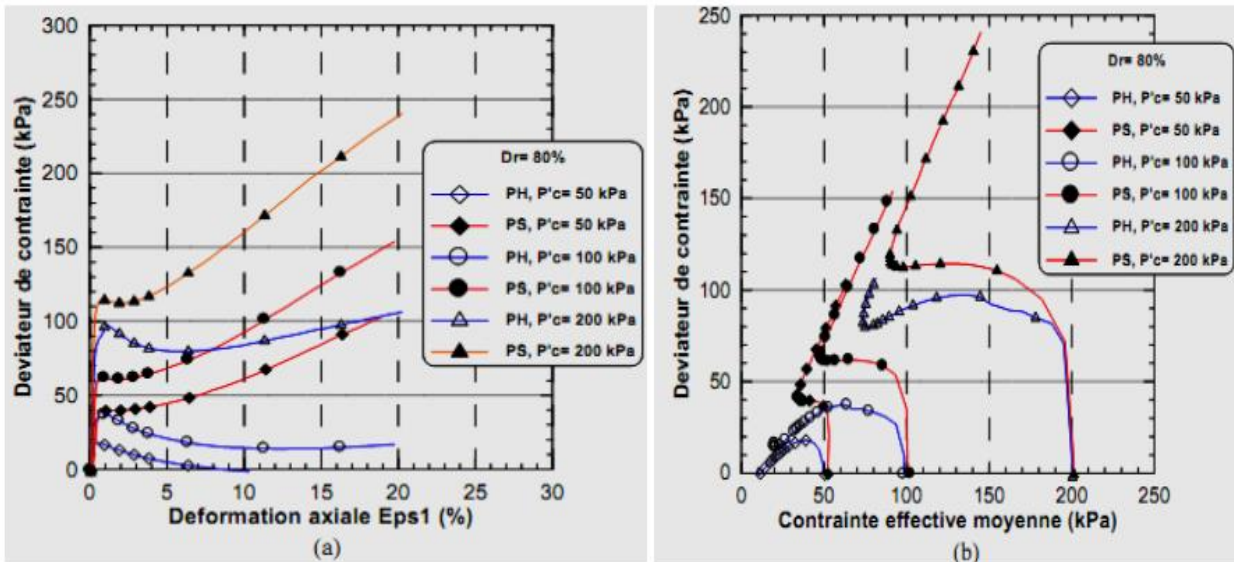 300
250
200
150
100
50
0
0
5
10
15
20
25
30
Deviateur de contrainte (kPa)
Deformation axiale Eps1 (%)
Dr= 80%
PH, P'c= 50 kPa
PS, P'c= 50 kPa
PH, P'c= 100 kPa
PS, P'c= 100 kPa
PH, P'c= 200 kPa
PS, P'c= 200 kPa
(a)
250
200
150
100
50
0
0
50
100
150
200
250
Deviateur de contrainte (kPa)
Contrainte effective moyenne (kPa)
Dr= 80%
PH, P'c= 50 kPa
PS, P'c= 50 kPa
PH, P'c= 100 kPa
PS, P'c= 100 kPa
PH, P'c= 200 kPa
PS, P'c= 200 kPa
(b)